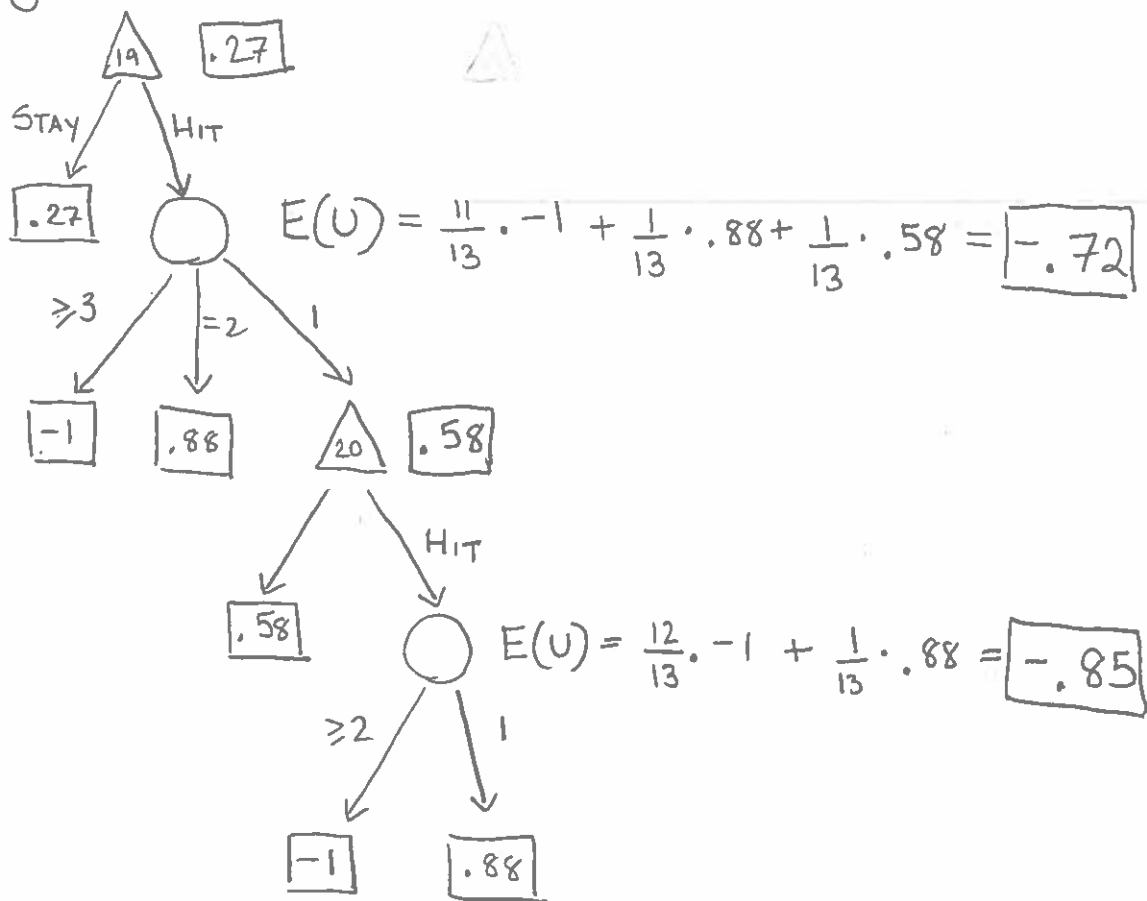 19 .27
STAY HIT
.27 E(U) = 11/13 · -1 + 1/13 · .88 + 1/13 · .58 = -.72
≥3 =2 1
-1 .88 20 .58
HIT
.58 E(U) = 12/13 · -1 + 1/13 · .88 = -.85
≥2 1
-1 .88